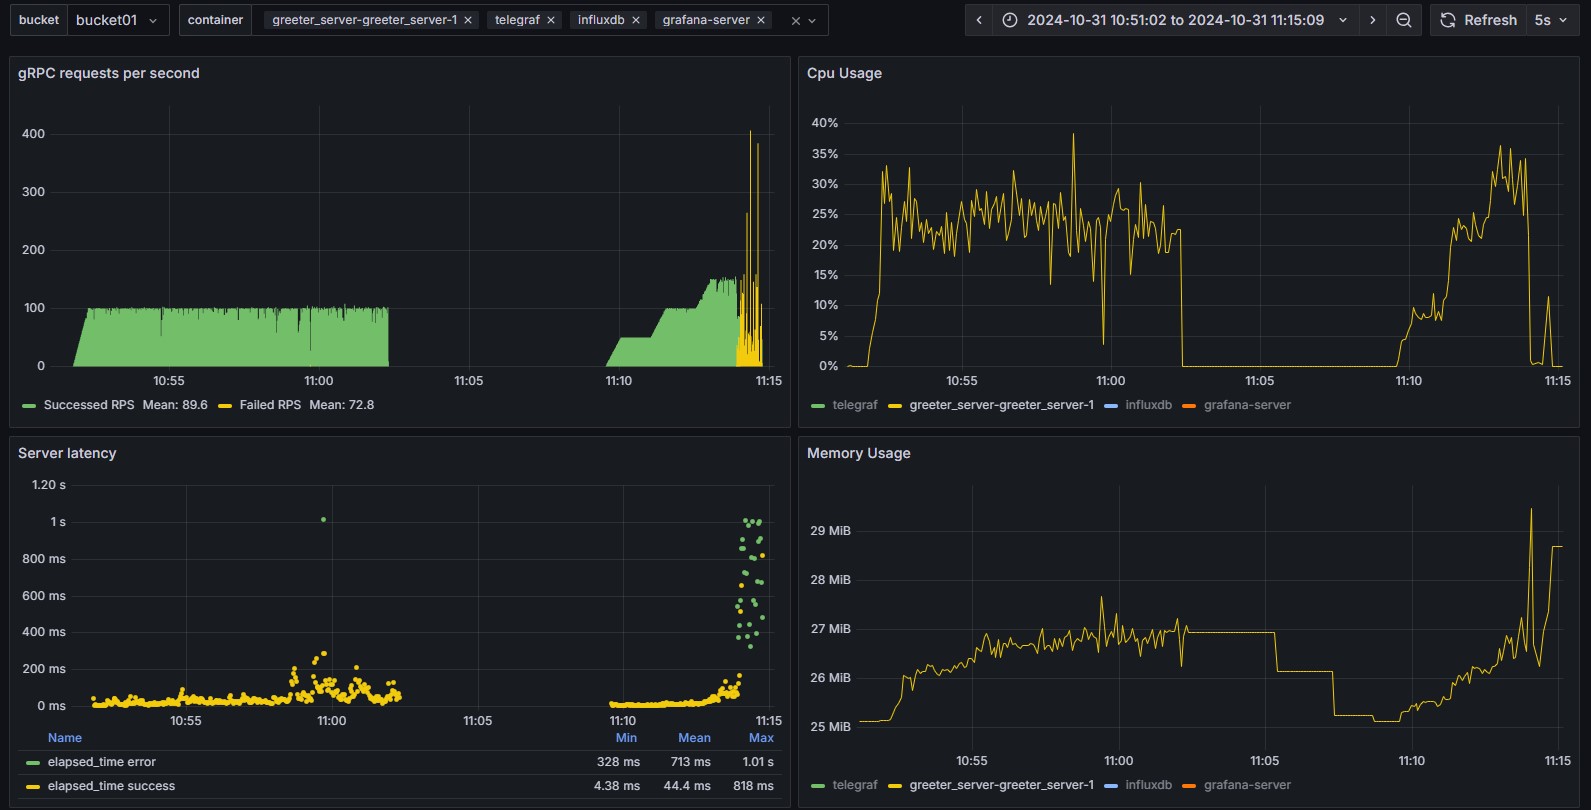 bucket bucket01 container greeter_server-greeter_server-1 telegraf influxdb grafana-server 2024-10-31 10:51:02 to 2024-10-31 11:15:09 Refresh 5s
gRPC requests per second
400
300
200
100
0
10:55 11:00 11:05 11:10 11:15
Successed RPS Mean: 89.6 Failed RPS Mean: 72.8
Cpu Usage
40%
35%
30%
25%
20%
15%
10%
5%
0%
10:55 11:00 11:05 11:10 11:15
telegraf greeter_server-greeter_server-1 influxdb grafana-server
Server latency
1.20 s
1 s
800 ms
600 ms
400 ms
200 ms
0 ms
10:55 11:00 11:05 11:10 11:15
Name Min Mean Max
elapsed_time error 328 ms 713 ms 1.01 s
elapsed_time success 4.38 ms 44.4 ms 818 ms
Memory Usage
29 MiB
28 MiB
27 MiB
26 MiB
25 MiB
10:55 11:00 11:05 11:10 11:15
telegraf greeter_server-greeter_server-1 influxdb grafana-server